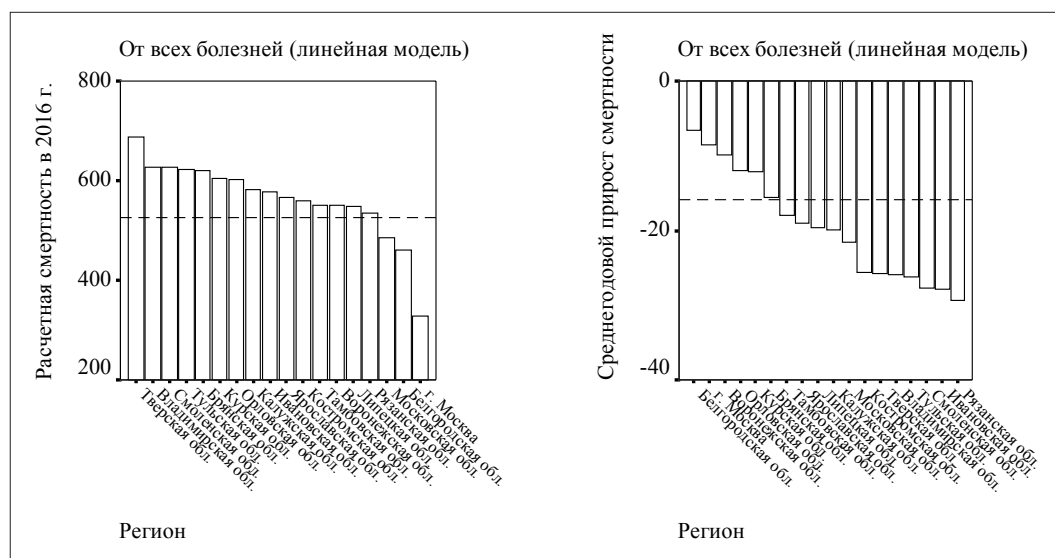 От всех болезней (линейная модель)
Расчетная смертность в 2016 г.
800
600
400
200
Тверская обл.
Владимирская обл.
Смоленская обл.
Тульская обл.
Брянская обл.
Курская обл.
Орловская обл.
Калужская обл.
Ивановская обл.
Ярославская обл.
Костромская обл.
Тамбовская обл.
Воронежская обл.
Липецкая обл.
Рязанская обл.
Московская обл.
Белгородская обл.
г. Москва
Регион
От всех болезней (линейная модель)
Среднегодовой прирост смертности
0
-20
-40
Белгородская обл.
г. Москва
Воронежская обл.
Орловская обл.
Курская обл.
Брянская обл.
Тамбовская обл.
Ярославская обл.
Липецкая обл.
Калужская обл.
Московская обл.
Костромская обл.
Тверская обл.
Владимирская обл.
Тульская обл.
Смоленская обл.
Ивановская обл.
Рязанская обл.
Регион